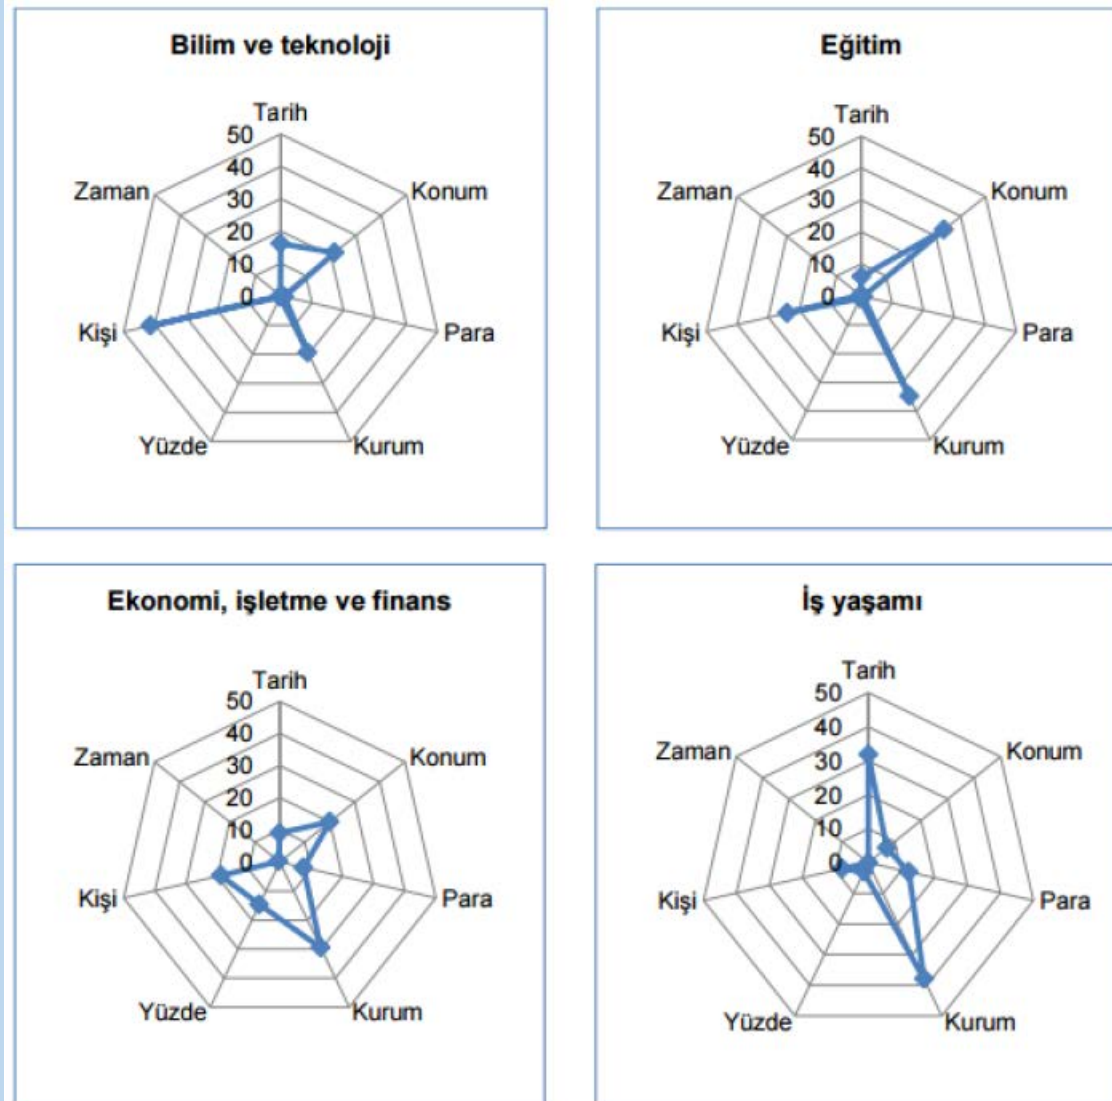 Bilim ve teknoloji
Tarih
50
40
30
20
10
0
Zaman
Konum
Kişi
Para
Yüzde
Kurum
Eğitim
Tarih
50
40
30
20
10
0
Zaman
Konum
Kişi
Para
Yüzde
Kurum
Ekonomi, işletme ve finans
Tarih
50
40
30
20
10
0
Zaman
Konum
Kişi
Para
Yüzde
Kurum
İş yaşamı
Tarih
50
40
30
20
10
0
Zaman
Konum
Kişi
Para
Yüzde
Kurum